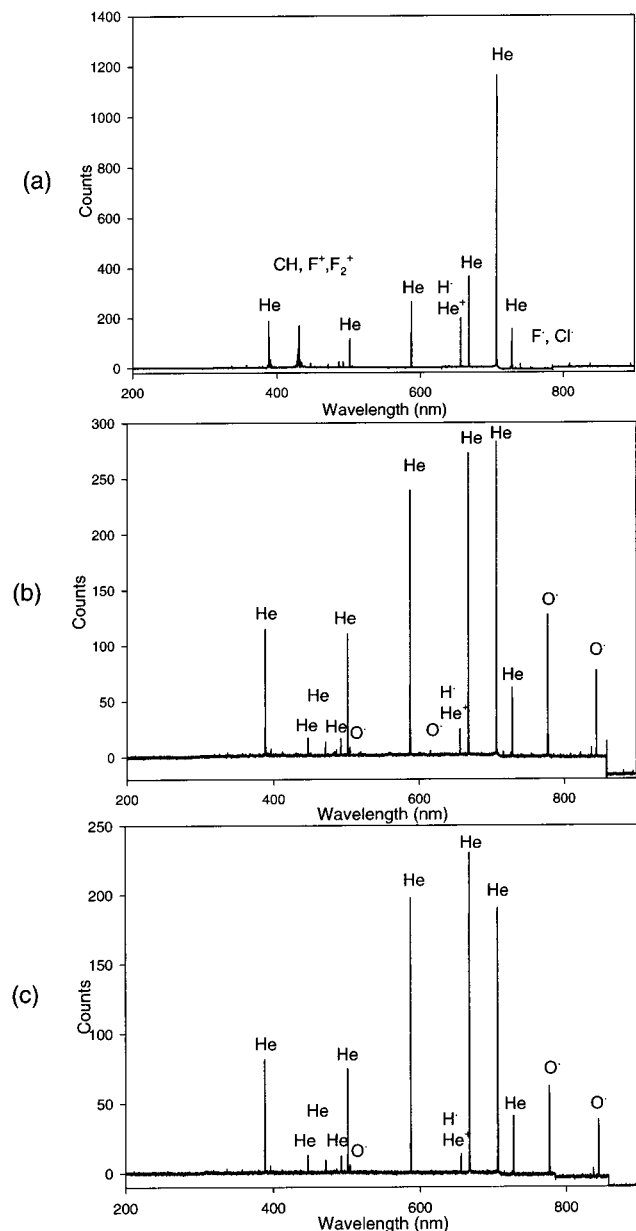 1400
He
1200
1000
(a)
Counts
800
600
CH, F⁺,F₂⁺
400
He
He
H·
He
He⁺
He
200
He
F·, Cl·
0
200 400 600 800
Wavelength (nm)
300
He He
250
He
200
(b)
Counts
150
O·
He
He
100
O·
He
H·
He
50
He⁺
He He O·
O·
0
200 400 600 800
Wavelength (nm)
250
He
He
He
200
(c)
Counts
150
100
He
He
O·
O·
50
He
H·
He
He He O·
He⁺
0
200 400 600 800
Wavelength (nm)